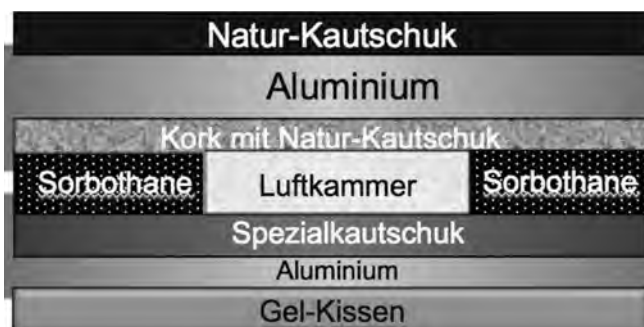 Natur-Kautschuk
Aluminium
Kork mit Natur-Kautschuk
Sorbothane Luftkammer Sorbothane
Spezialkautschuk
Aluminium
Gel-Kissen